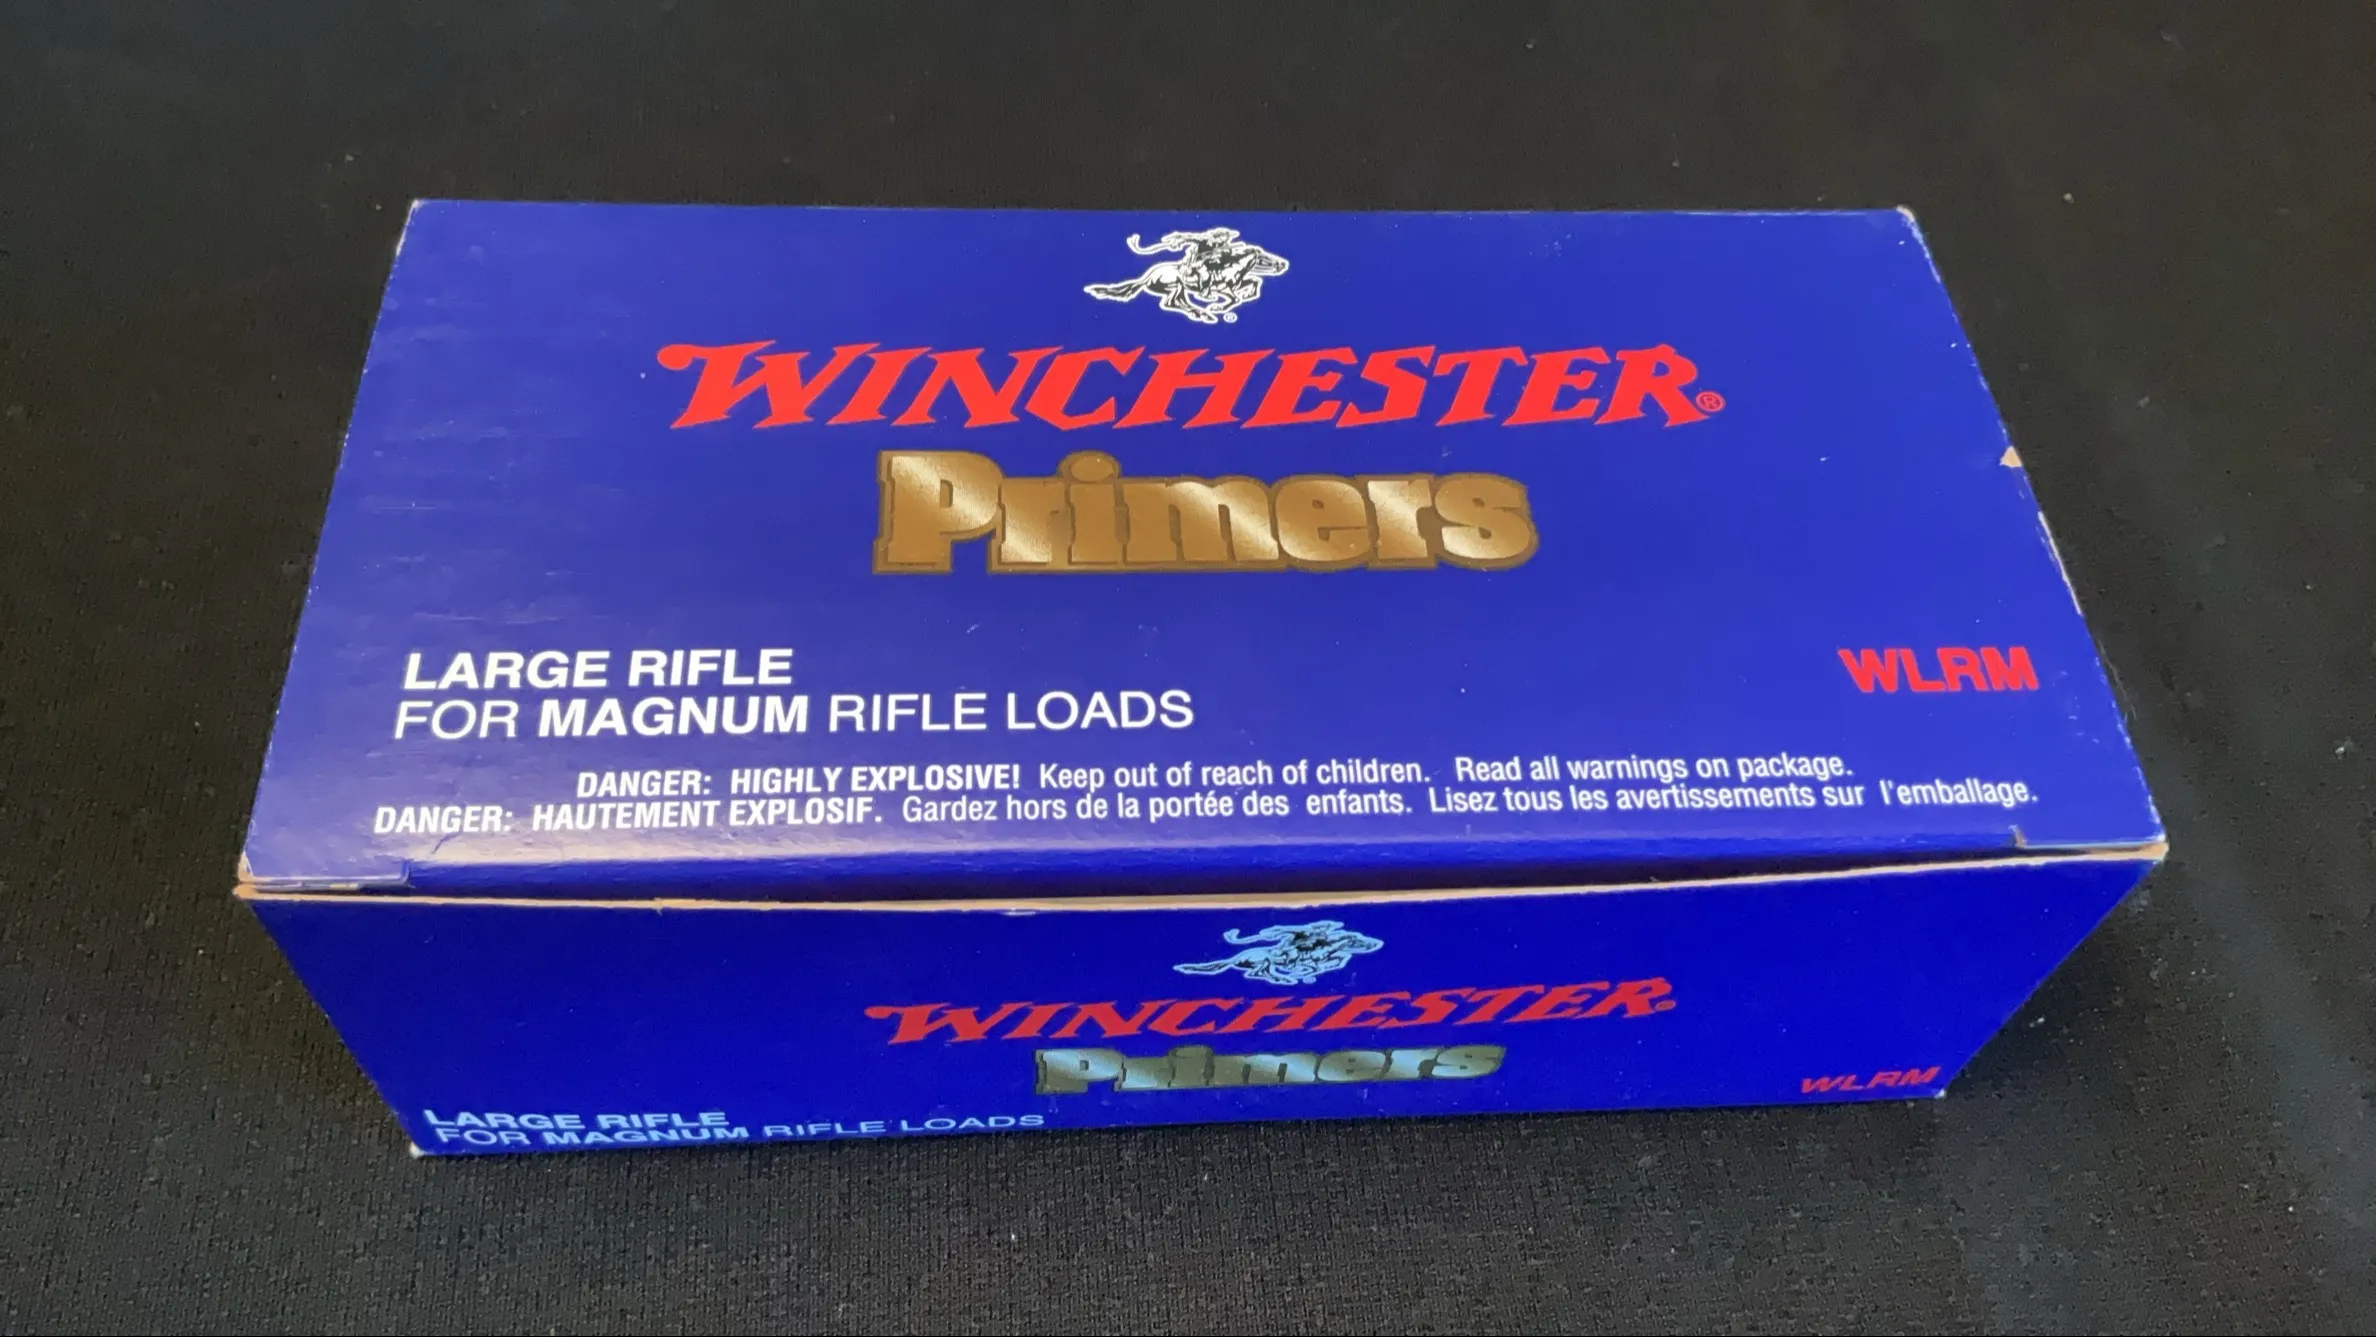 WINCHESTER®
Primers
LARGE RIFLE
FOR MAGNUM RIFLE LOADS
WLRM
DANGER: HIGHLY EXPLOSIVE! Keep out of reach of children. Read all warnings on package.
DANGER: HAUTEMENT EXPLOSIF. Gardez hors de la portée des enfants. Lisez tous les avertissements sur l'emballage.
WINCHESTER®
Primers
LARGE RIFLE
FOR MAGNUM RIFLE LOADS
WLRM